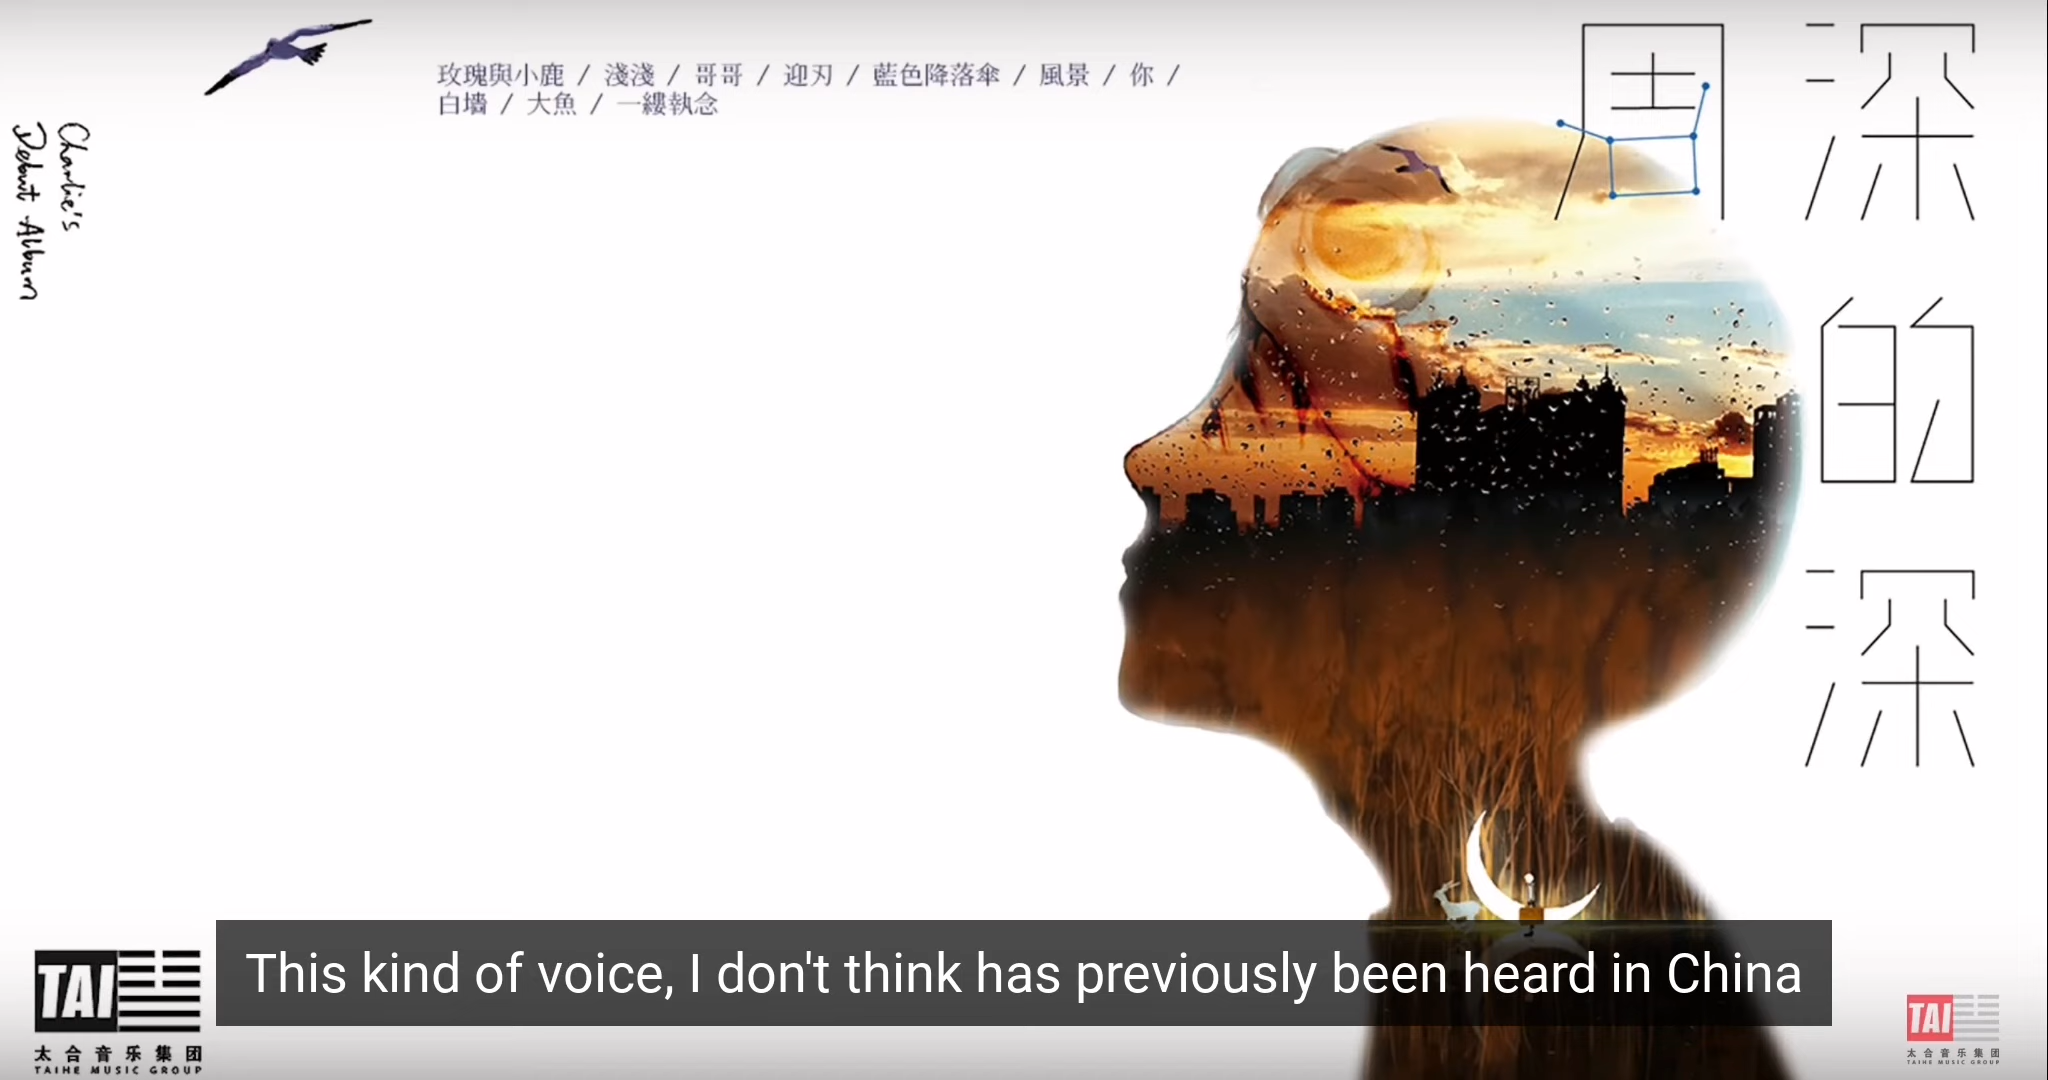 玫瑰與小鹿 / 淺淺 / 哥哥 / 迎刃 / 藍色降落傘 / 風景 / 你 /
白墻 / 大魚 / 一縷執念
周深的深
Charlie's
Debut Album
This kind of voice, I don't think has previously been heard in China
TAI
太合音乐集团
TAIHE MUSIC GROUP
TAI
太合音乐集团
TAIHE MUSIC GROUP